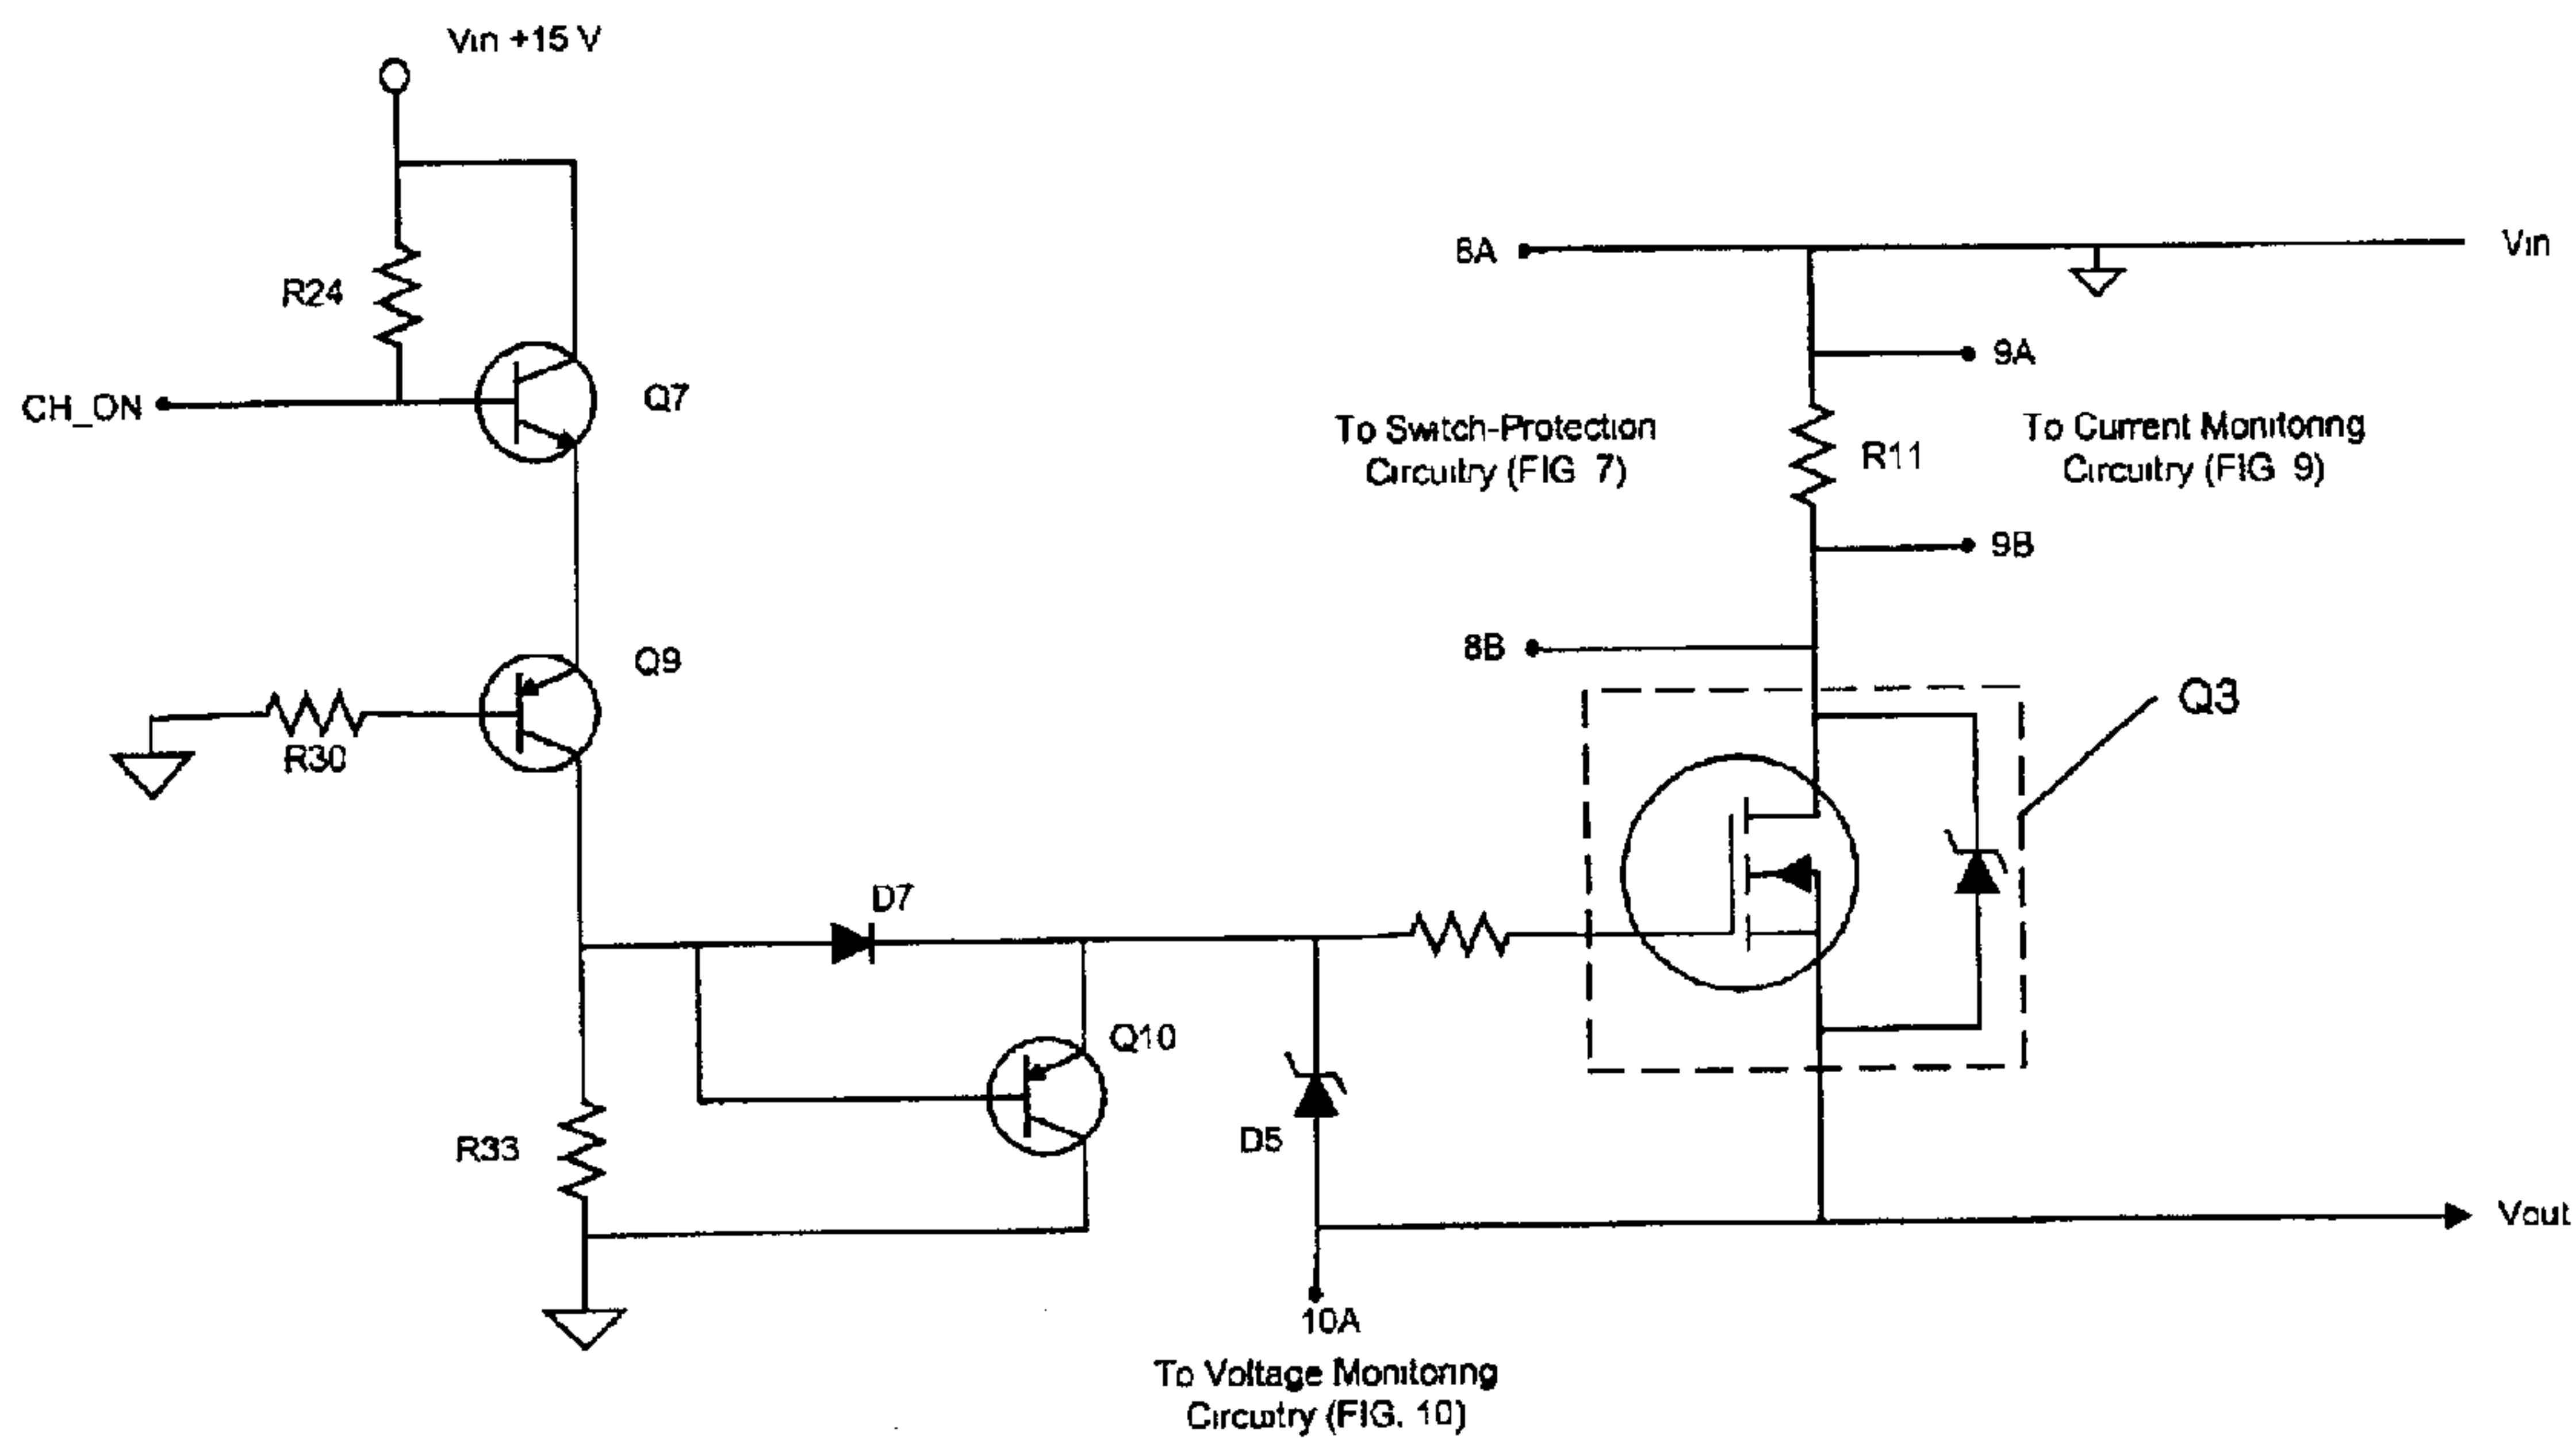 Vin +15 V
R24
CH_ON
Q7
Q9
R30
D7
Q10
R33
D5
10A
To Voltage Monitoring
Circuitry (FIG. 10)
8A
Vin
9A
To Switch-Protection
Circuitry (FIG 7)
R11
To Current Monitoring
Circuitry (FIG 9)
9B
8B
Q3
Vout